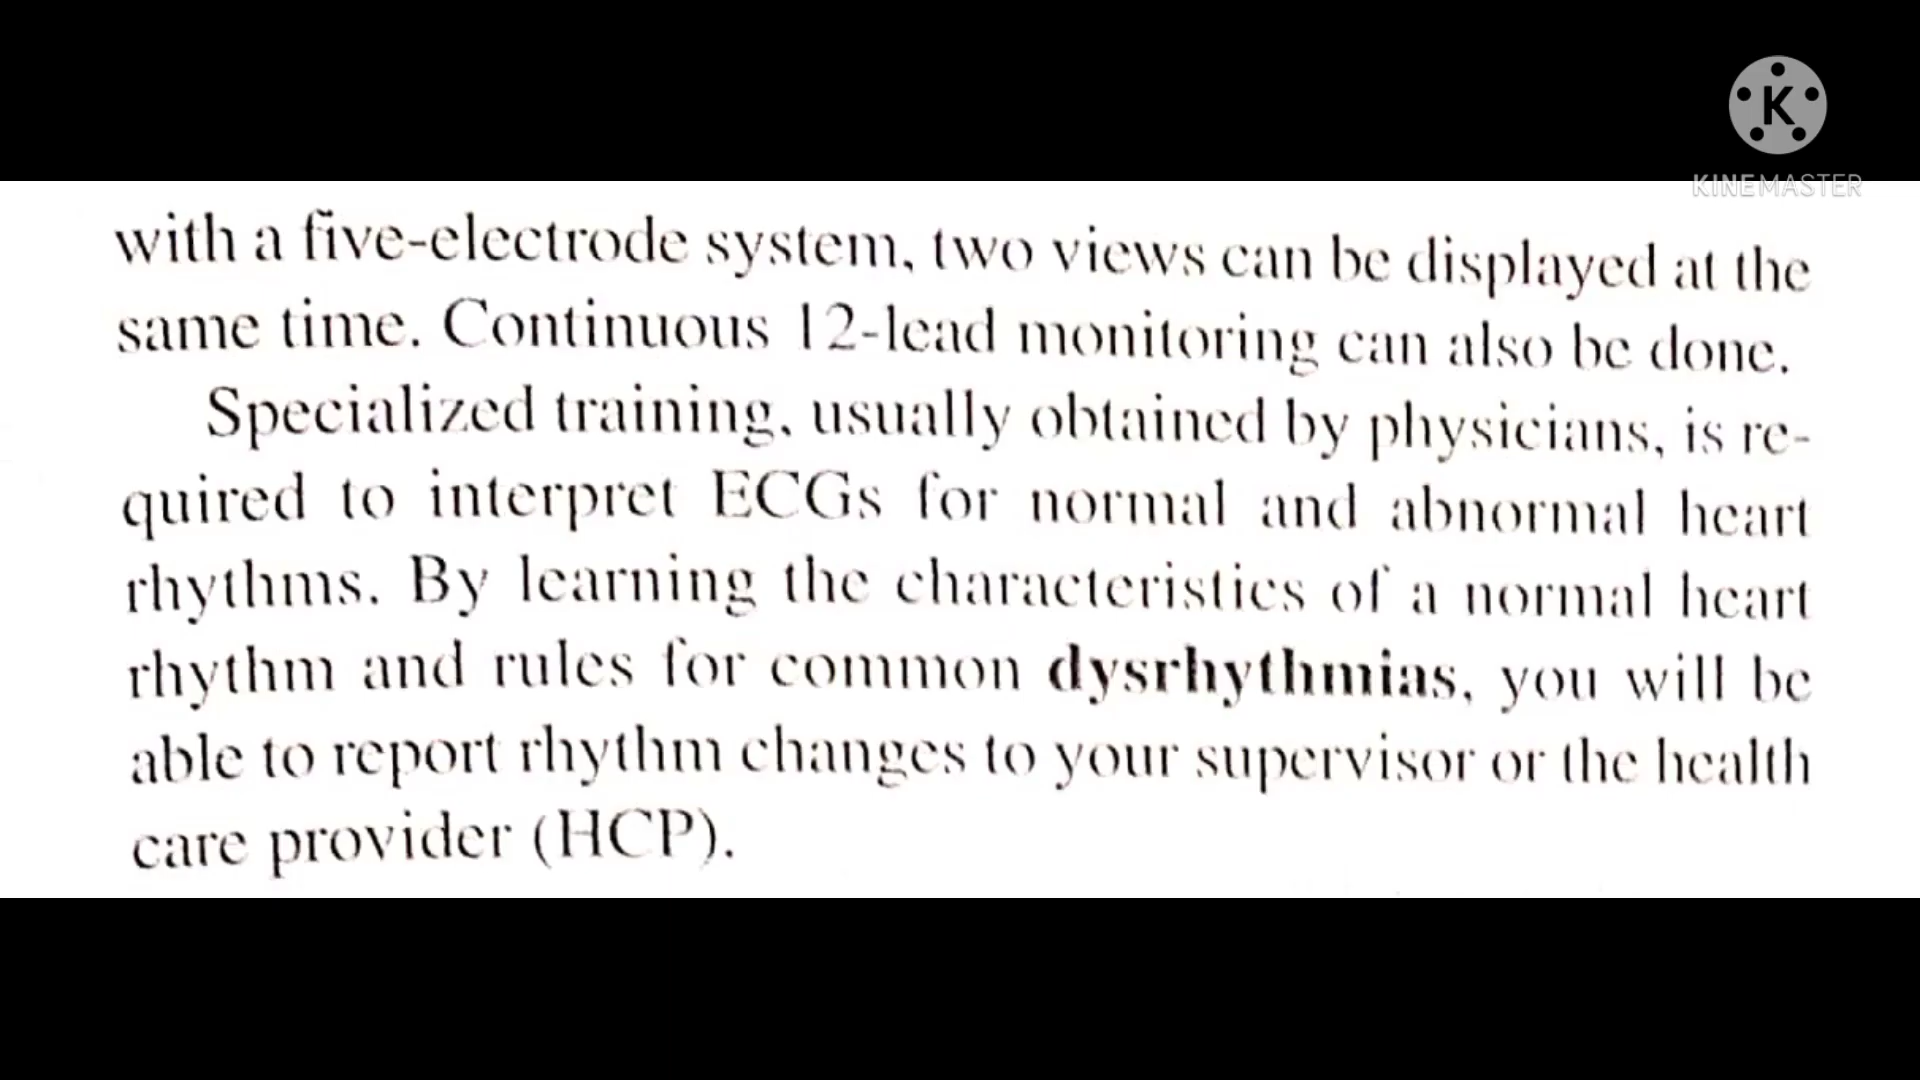 K
KINEMASTER
with a five-electrode system, two views can be displayed at the
same time. Continuous 12-lead monitoring can also be done.
Specialized training, usually obtained by physicians, is re-
quired to interpret ECGs for normal and abnormal heart
rhythms. By learning the characteristics of a normal heart
rhythm and rules for common dysrhythmias, you will be
able to report rhythm changes to your supervisor or the health
care provider (HCP).